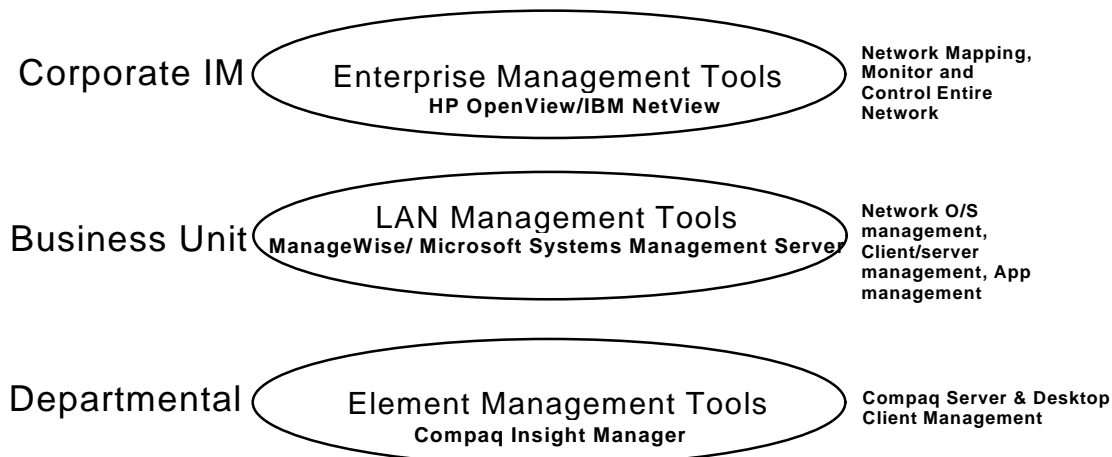 Corporate IM
Enterprise Management Tools
HP OpenView/IBM NetView
Network Mapping,
Monitor and
Control Entire
Network
Business Unit
LAN Management Tools
ManageWise/ Microsoft Systems Management Server
Network O/S
management,
Client/server
management, App
management
Departmental
Element Management Tools
Compaq Insight Manager
Compaq Server & Desktop
Client Management